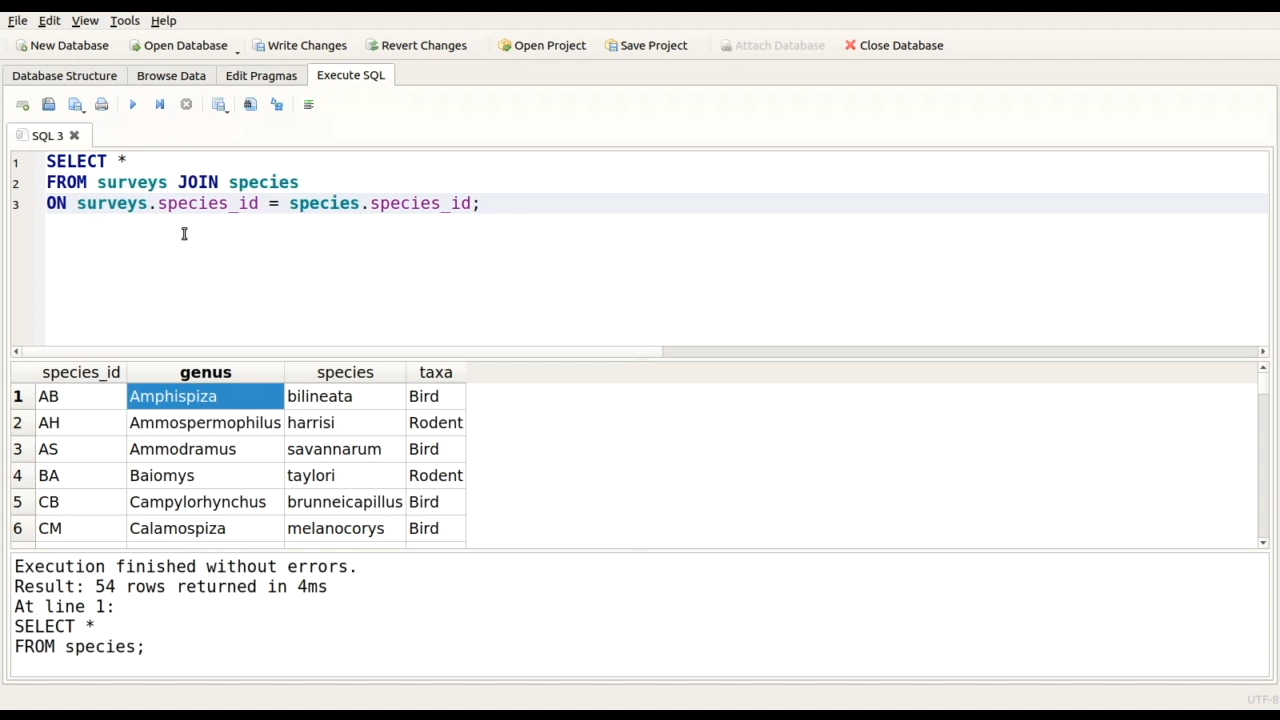 File Edit View Tools Help
New Database Open Database Write Changes Revert Changes Open Project Save Project Attach Database Close Database
Database Structure Browse Data Edit Pragmas Execute SQL
SQL 3
1 SELECT *
2 FROM surveys JOIN species
3 ON surveys.species_id = species.species_id;
species_id genus species taxa
1 AB Amphispiza bilineata Bird
2 AH Ammospermophilus harrisi Rodent
3 AS Ammodramus savannarum Bird
4 BA Baiomys taylori Rodent
5 CB Campylorhynchus brunneicapillus Bird
6 CM Calamospiza melanocorys Bird
Execution finished without errors.
Result: 54 rows returned in 4ms
At line 1:
SELECT *
FROM species;
UTF-8